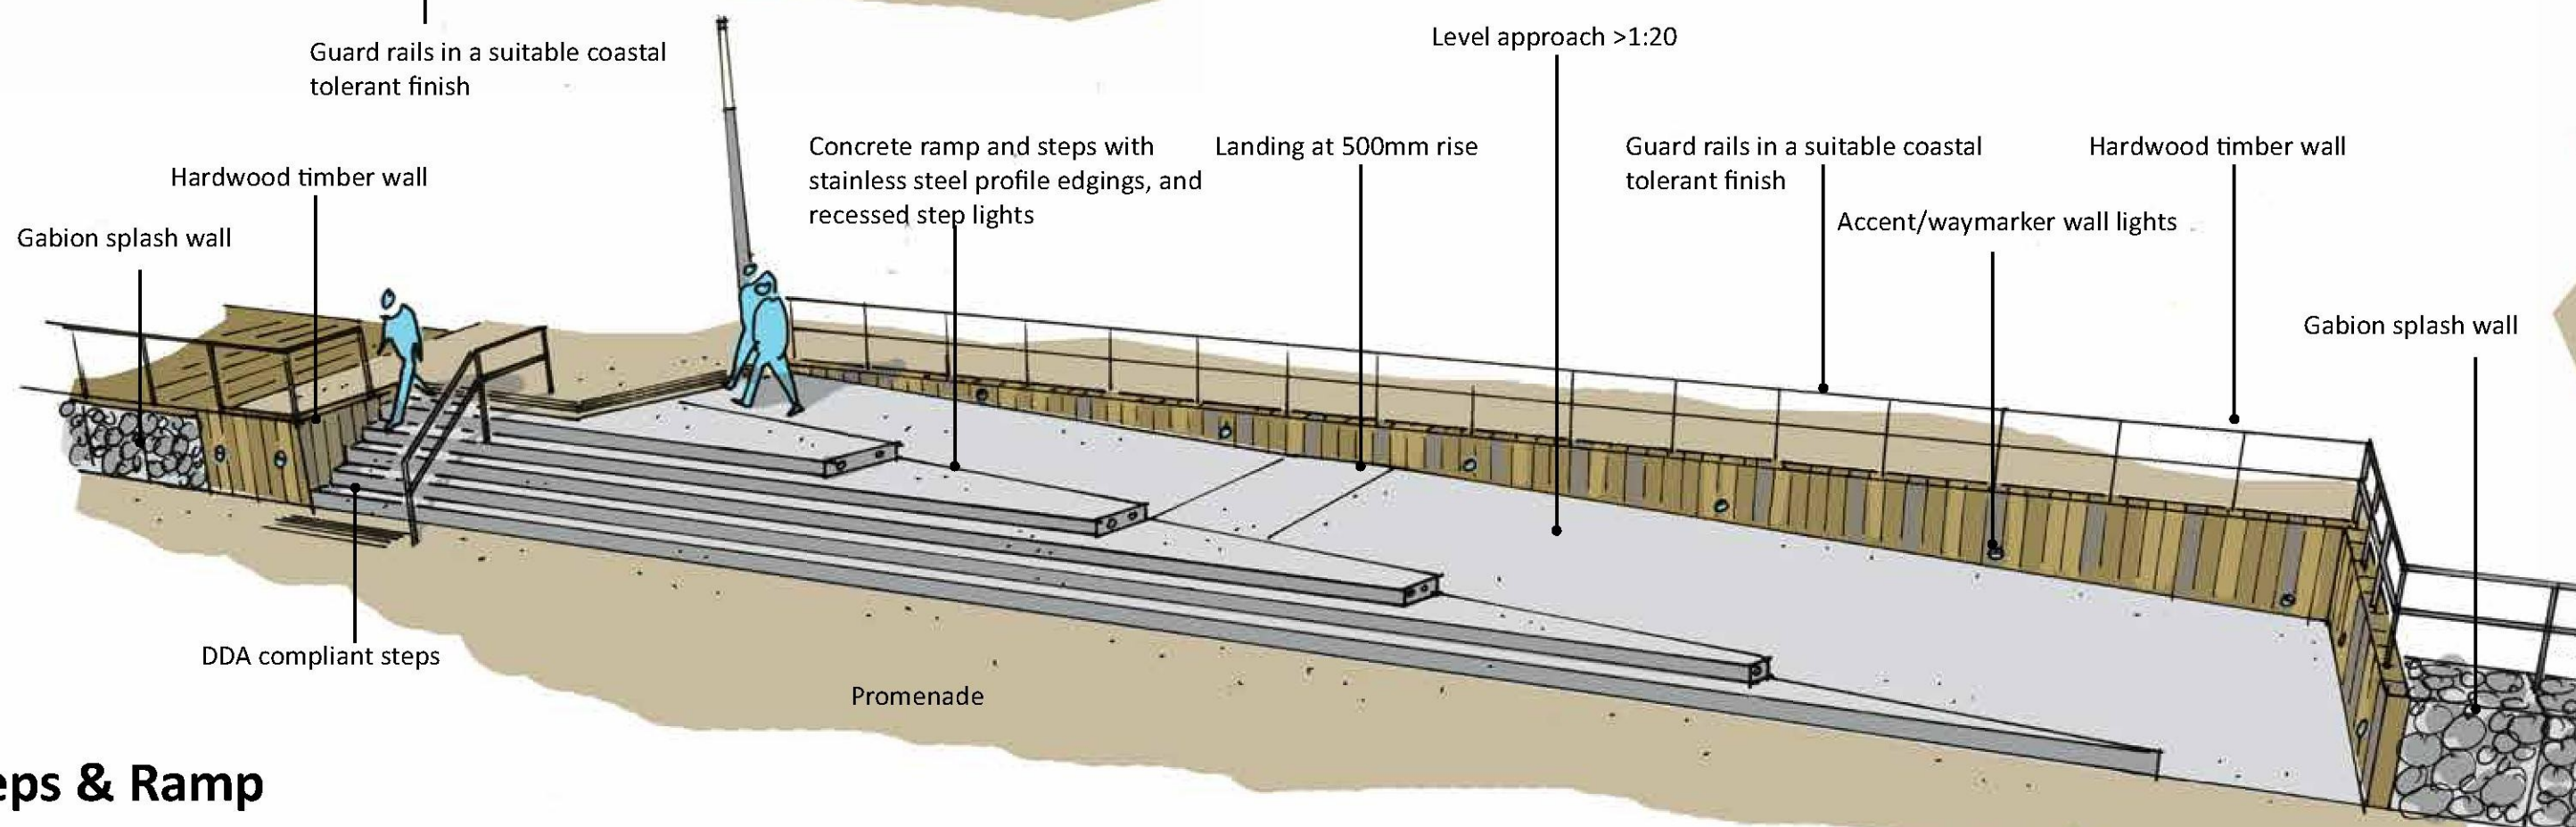 Guard rails in a suitable coastal
tolerant finish
Level approach >1:20
Concrete ramp and steps with
stainless steel profile edgings, and
recessed step lights
Landing at 500mm rise
Guard rails in a suitable coastal
tolerant finish
Hardwood timber wall
Hardwood timber wall
Accent/waymarker wall lights
Gabion splash wall
Gabion splash wall
DDA compliant steps
Promenade
eps & Ramp